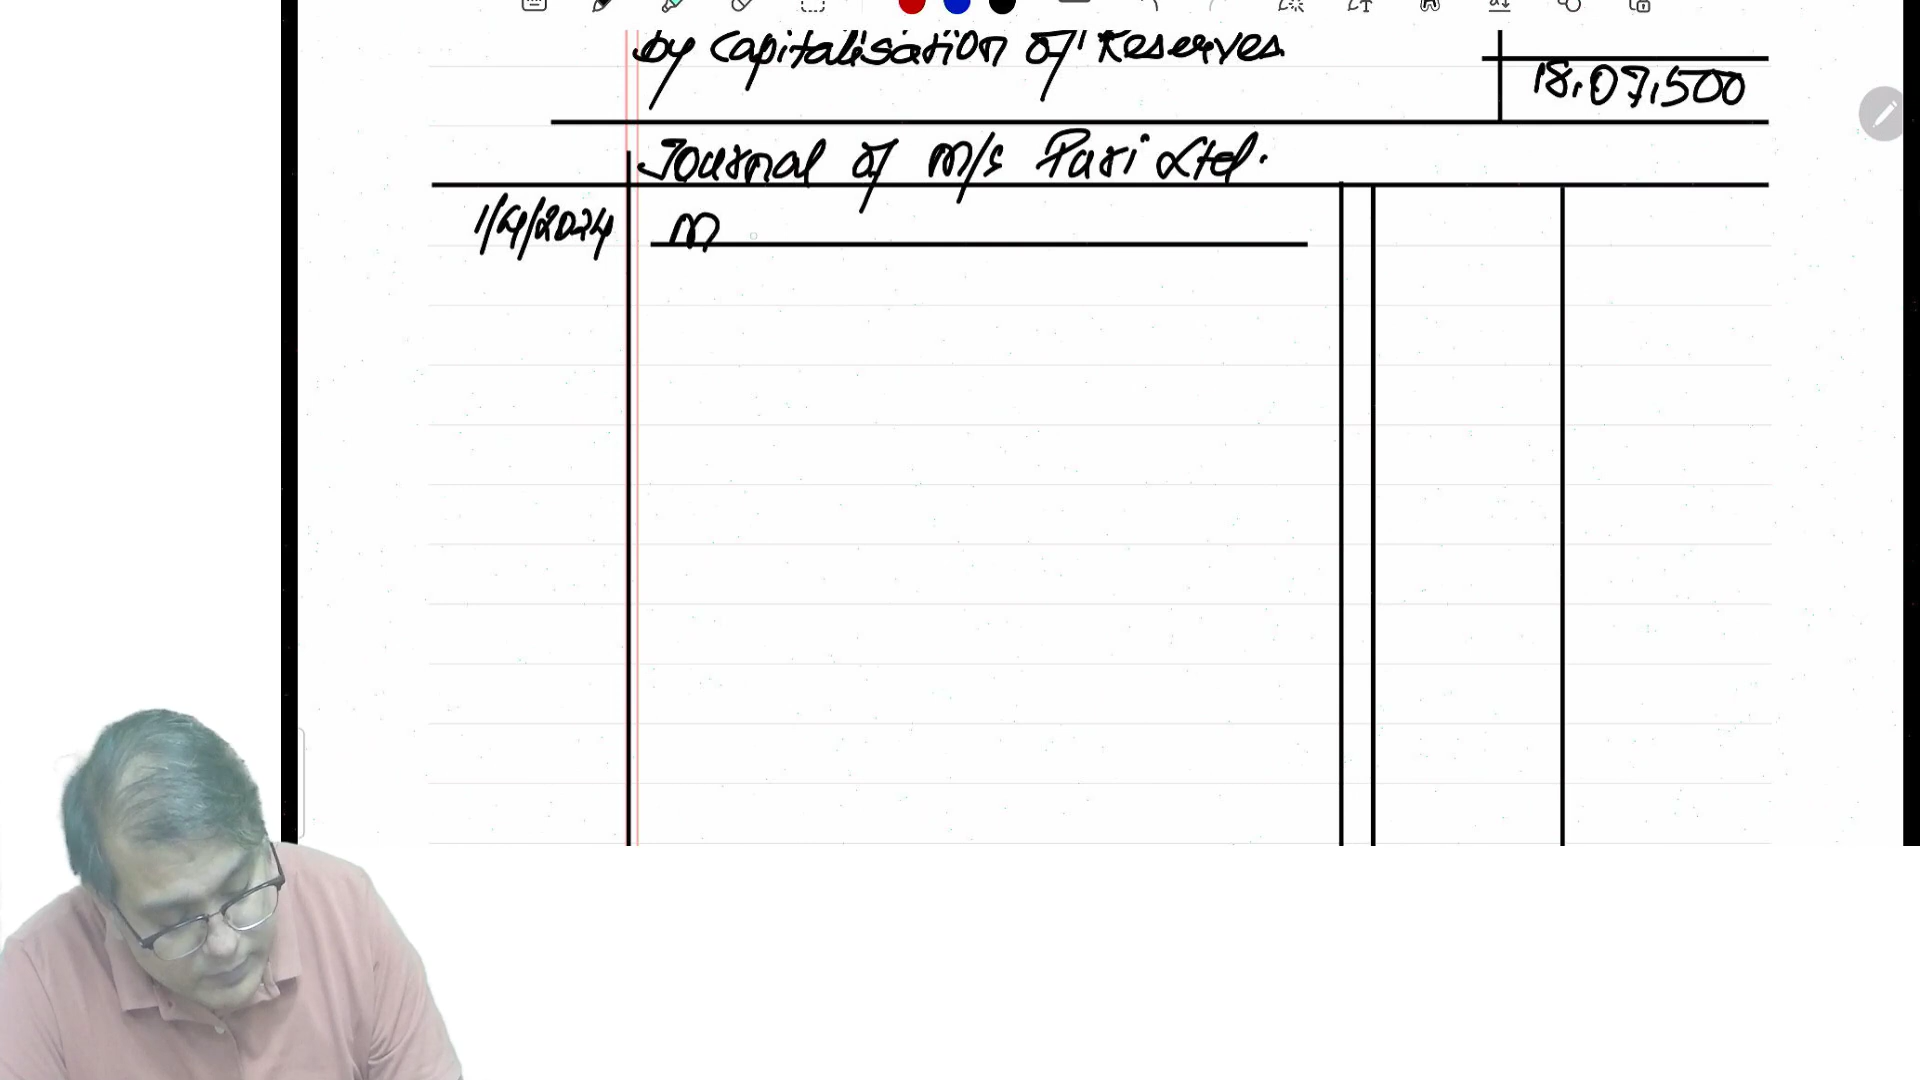 by Capitalisation of Reserves
18,07,500
Journal of M/s Pari Ltd.
1/4/2024 M